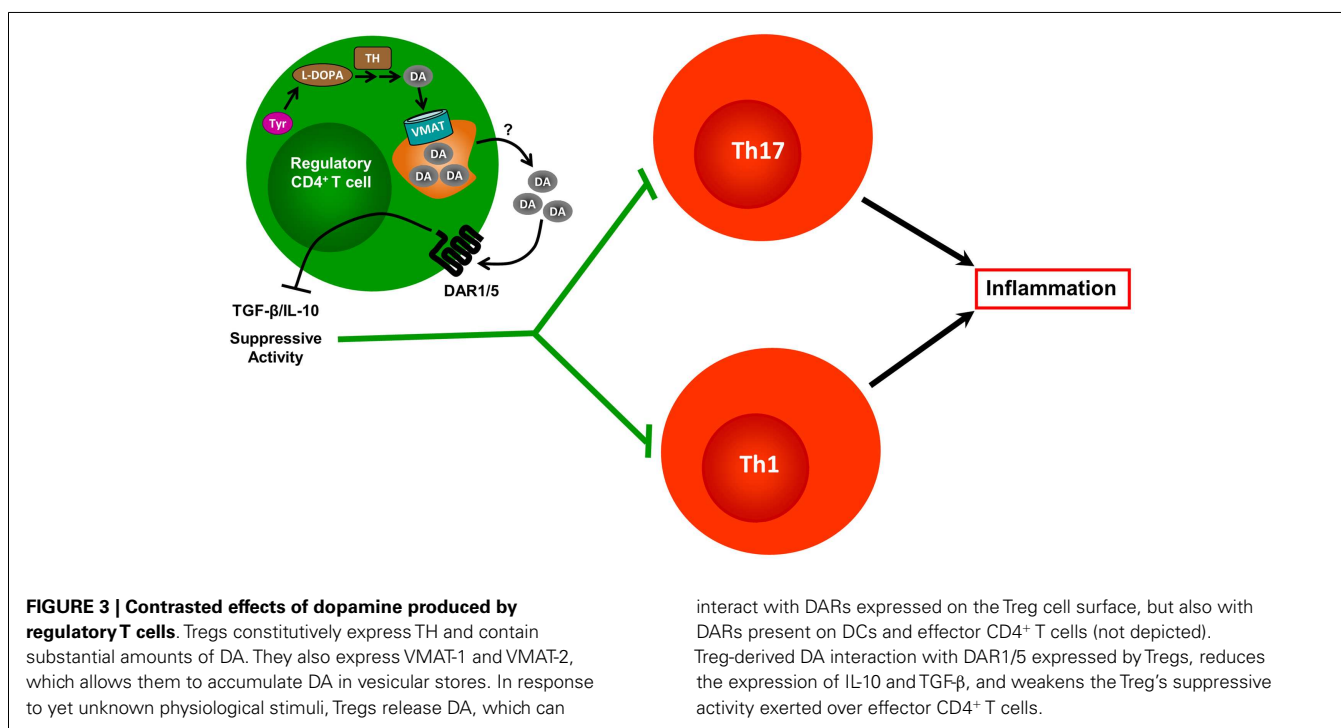 TH
L-DOPA
DA
Tyr
VMAT
?
DA
DA
DA
DA
DA
DA
Regulatory
CD4⁺ T cell
DAR1/5
TGF-β/IL-10
Suppressive
Activity
Th17
Th1
Inflammation
FIGURE 3 | Contrasted effects of dopamine produced by
regulatory T cells. Tregs constitutively express TH and contain
substantial amounts of DA. They also express VMAT-1 and VMAT-2,
which allows them to accumulate DA in vesicular stores. In response
to yet unknown physiological stimuli, Tregs release DA, which can
interact with DARs expressed on the Treg cell surface, but also with
DARs present on DCs and effector CD4⁺ T cells (not depicted).
Treg-derived DA interaction with DAR1/5 expressed by Tregs, reduces
the expression of IL-10 and TGF-β, and weakens the Treg's suppressive
activity exerted over effector CD4⁺ T cells.